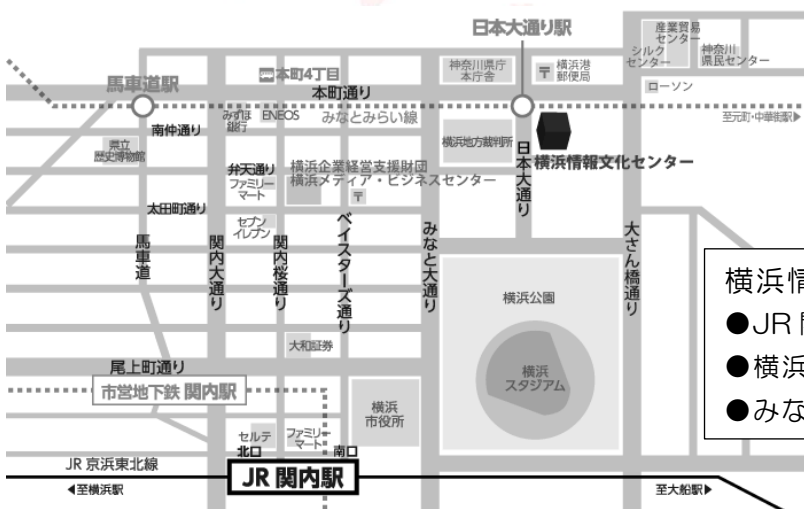 日本大通り駅
産業貿易
センター
シルク
センター
神奈川
県民センター
神奈川県庁
本庁舎
〒 横浜港
郵便局
本町4丁目
馬車道駅
本町通り
ローソン
みずほ
銀行
ENEOS
みなとみらい線
至元町・中華街駅▶
南仲通り
県立
歴史博物館
横浜地方裁判所
日本大通り
横浜情報文化センター
弁天通り
ファミリー
マート
横浜企業経営支援財団
横浜メディア・ビジネスセンター
〒
太田町通り
セブン
イレブン
馬車道
関内大通り
関内桜通り
ベイスターズ通り
みなと大通り
大さん橋通り
横浜公園
横浜
スタジアム
横浜情
●JR
●横浜
●みな
大和証券
尾上町通り
市営地下鉄 関内駅
横浜
市役所
セルテ
ファミリー
マート
北口
南口
JR 京浜東北線
JR 関内駅
◀至横浜駅
至大船駅▶